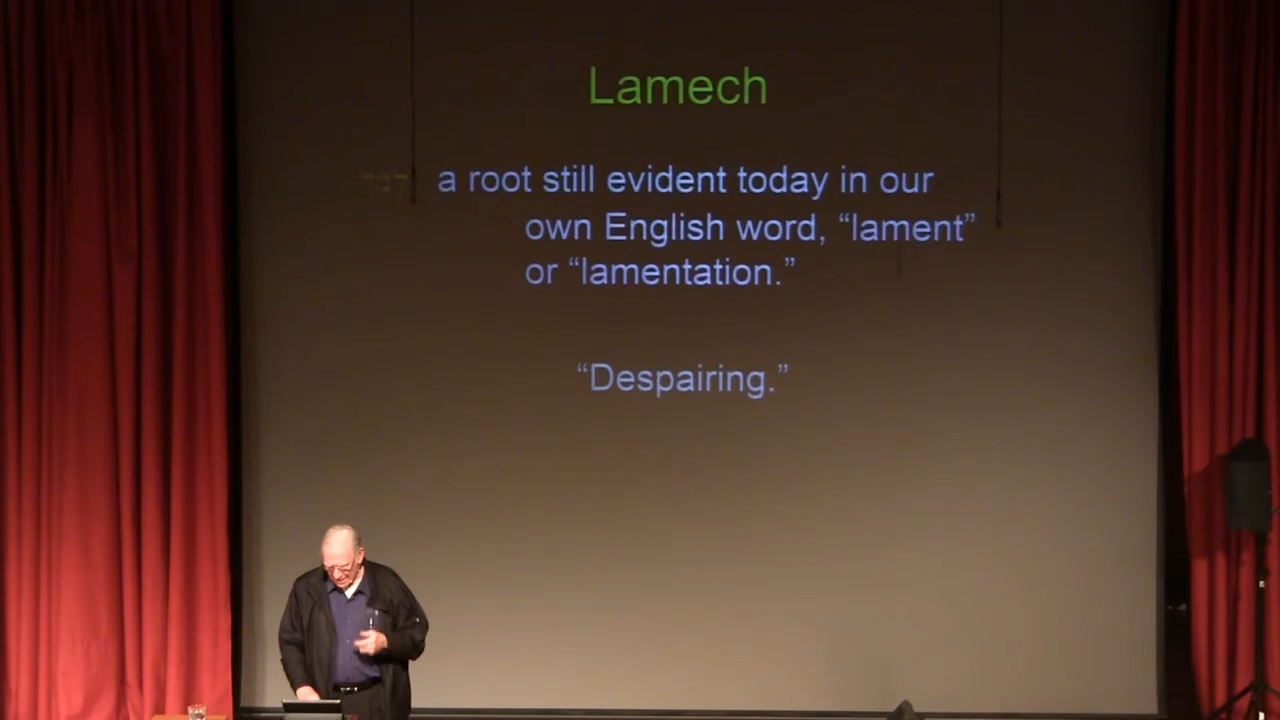 Lamech
a root still evident today in our
own English word, “lament”
or “lamentation.”
“Despairing.”